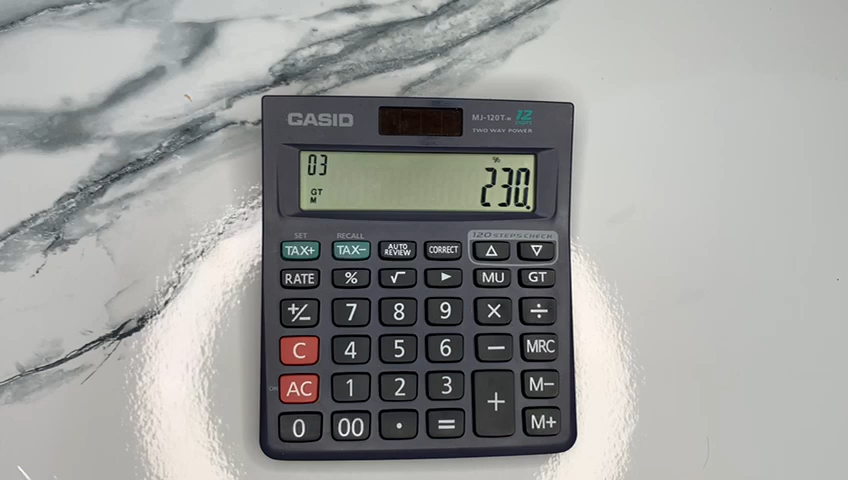 CASIO MJ-120T-w 12
TWO WAY POWER
03 %
GT 230.
M
SET RECALL 120 STEPS CHECK
TAX+ TAX− AUTO REVIEW CORRECT △ ▽
RATE % √ ▶ MU GT
+/− 7 8 9 × ÷
C 4 5 6 − MRC
AC 1 2 3 + M−
0 00 · = M+